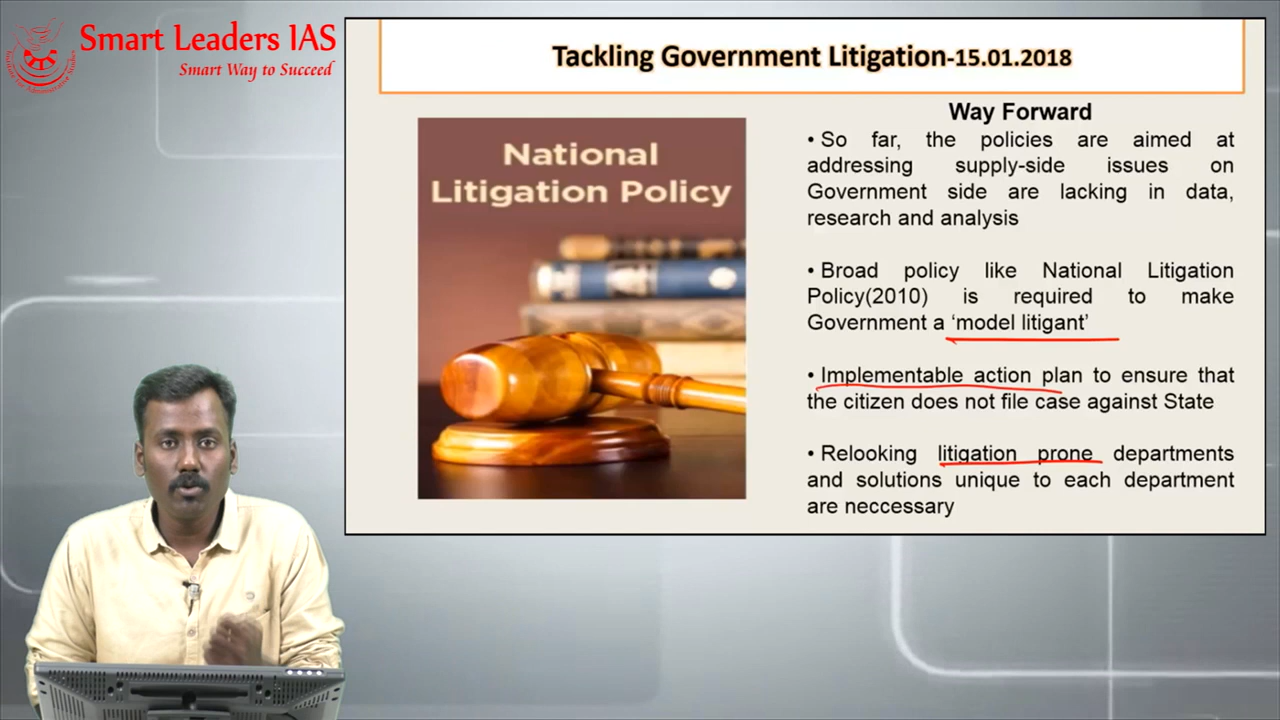 Smart Leaders IAS
Smart Way to Succeed
Tackling Government Litigation-15.01.2018
National
Litigation Policy
Way Forward
• So far, the policies are aimed at
addressing supply-side issues on
Government side are lacking in data,
research and analysis
• Broad policy like National Litigation
Policy(2010) is required to make
Government a ‘model litigant’
• Implementable action plan to ensure that
the citizen does not file case against State
• Relooking litigation prone departments
and solutions unique to each department
are neccessary